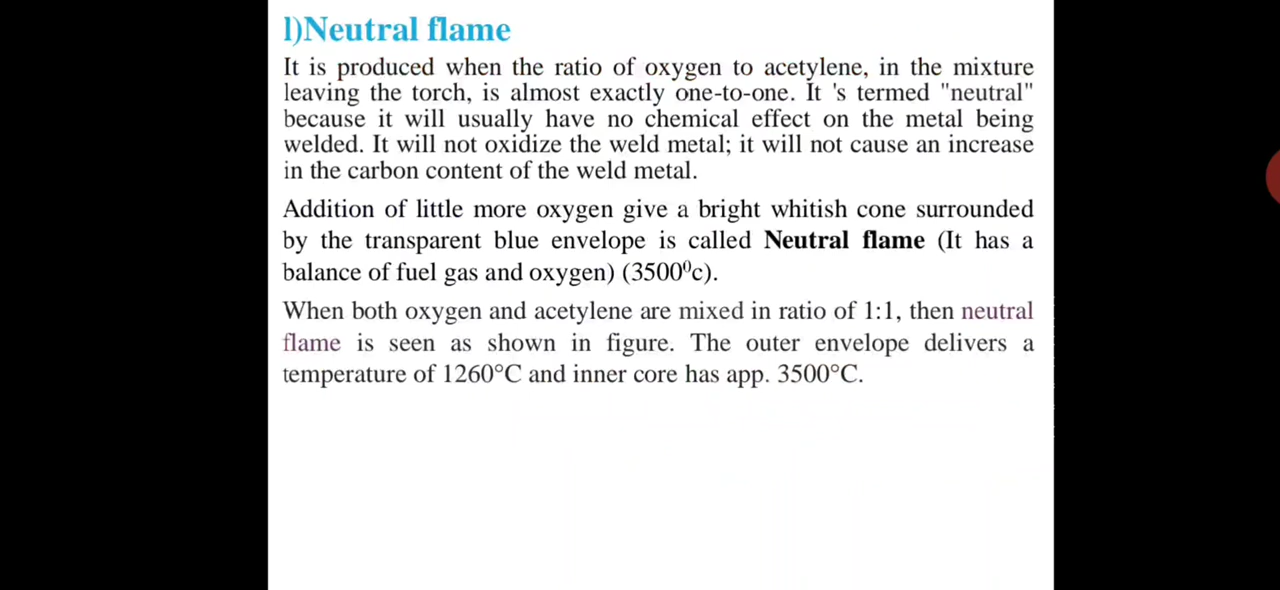 l)Neutral flame
It is produced when the ratio of oxygen to acetylene, in the mixture
leaving the torch, is almost exactly one-to-one. It 's termed "neutral"
because it will usually have no chemical effect on the metal being
welded. It will not oxidize the weld metal; it will not cause an increase
in the carbon content of the weld metal.
Addition of little more oxygen give a bright whitish cone surrounded
by the transparent blue envelope is called Neutral flame (It has a
balance of fuel gas and oxygen) (3500⁰c).
When both oxygen and acetylene are mixed in ratio of 1:1, then neutral
flame is seen as shown in figure. The outer envelope delivers a
temperature of 1260°C and inner core has app. 3500°C.